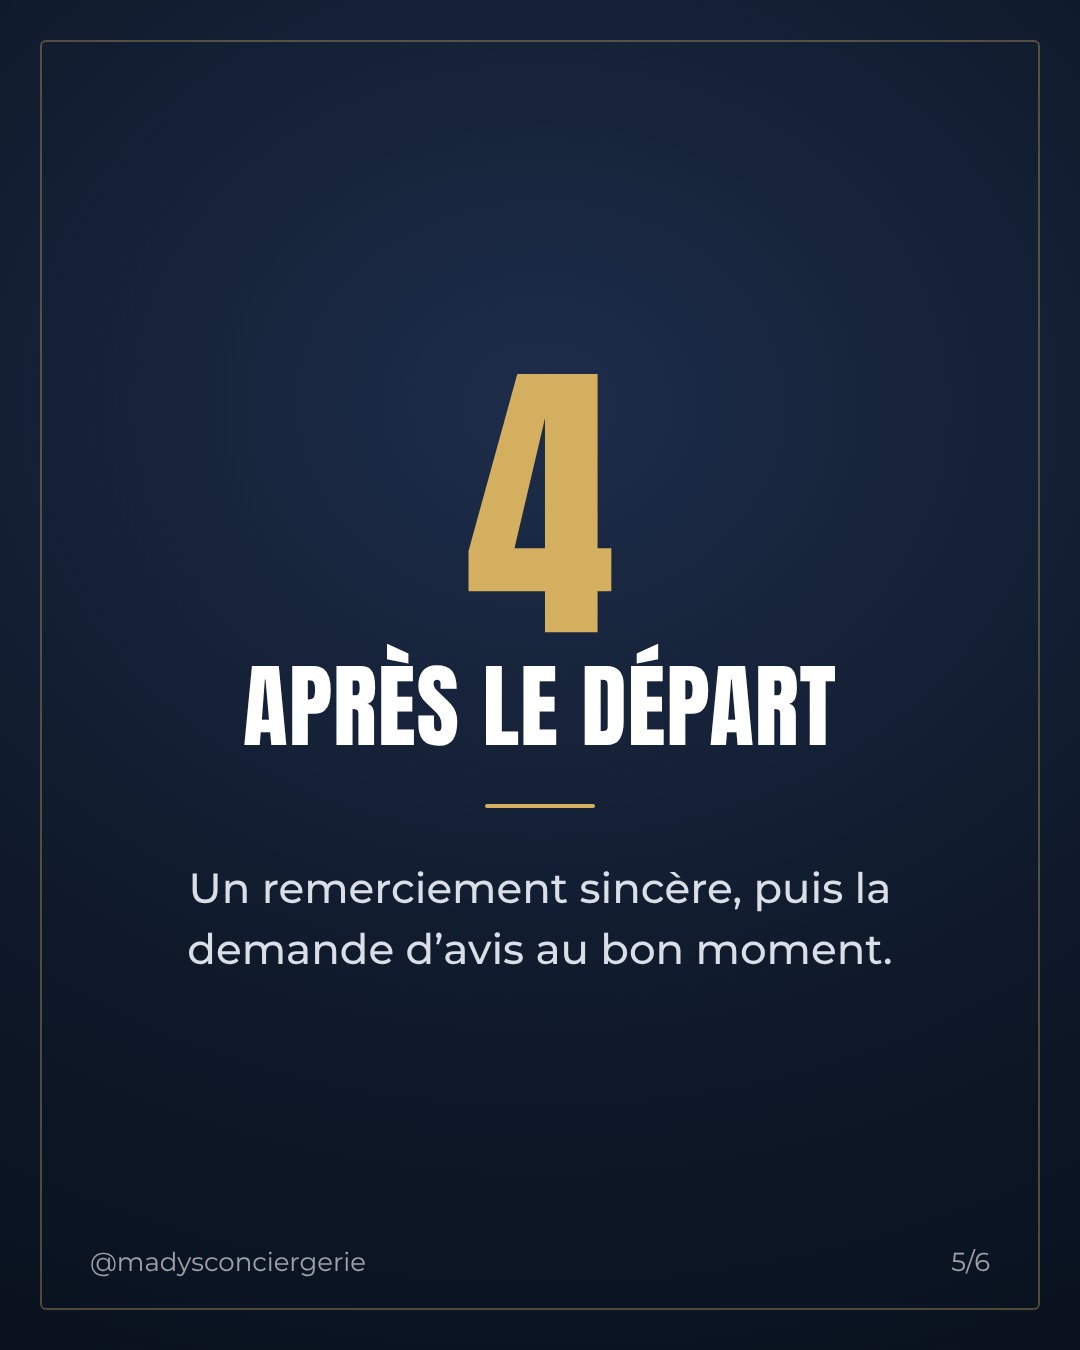 4
APRÈS LE DÉPART
Un remerciement sincère, puis la
demande d’avis au bon moment.
@madysconciergerie
5/6